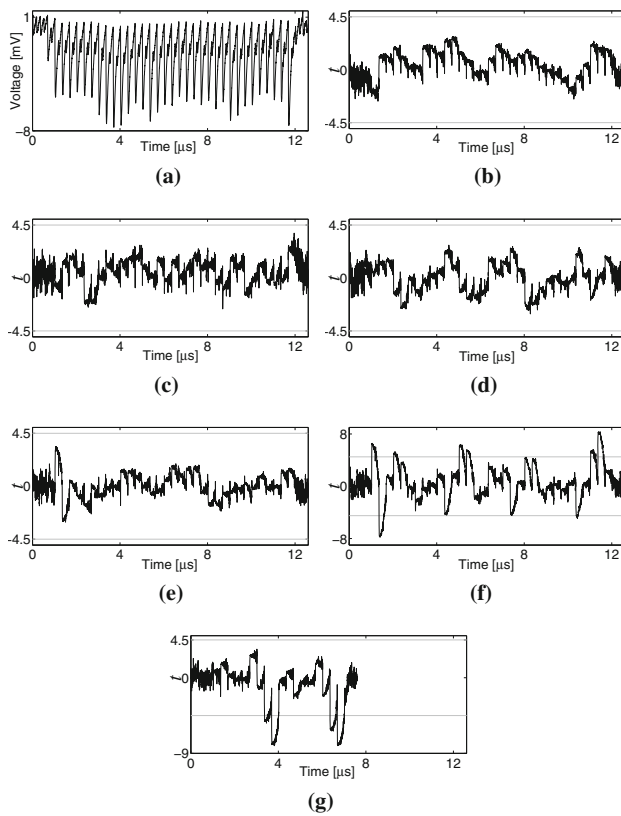 1
Voltage [mV]
−8
0 4 8 12
Time [μs]
(a)
4.5
t
0
-4.5
0 4 8 12
Time [μs]
(b)
4.5
t
0
-4.5
0 4 8 12
Time [μs]
(c)
4.5
t
0
-4.5
0 4 8 12
Time [μs]
(d)
4.5
t
0
-4.5
0 4 8 12
Time [μs]
(e)
8
t
0
-8
0 4 8 12
Time [μs]
(f)
4.5
t
0
-9
0 4 8 12
Time [μs]
(g)